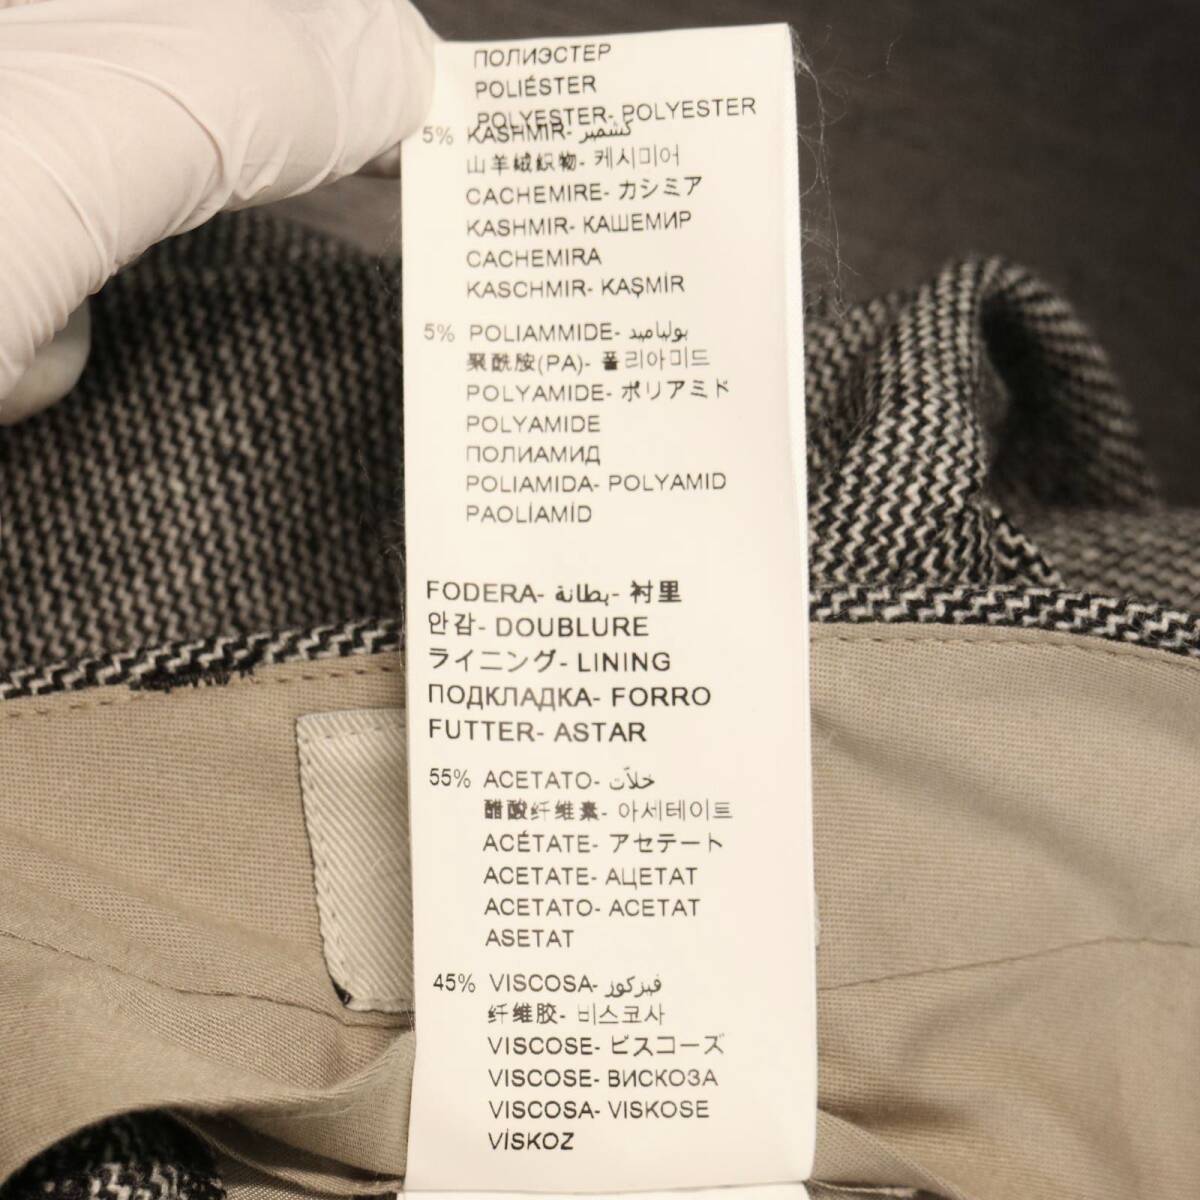 ПОЛИЭСТЕР
POLIÉSTER
POLYESTER- POLYESTER
5% KASHMIR- كشمير
山羊绒织物- 케시미어
CACHEMIRE- カシミア
KASHMIR- КАШЕМИР
CACHEMIRA
KASCHMIR- KAŞMİR
5% POLIAMMIDE- بولياميد
聚酰胺(PA)- 폴리아미드
POLYAMIDE- ポリアミド
POLYAMIDE
ПОЛИАМИД
POLIAMIDA- POLYAMID
PAOLİAMİD
FODERA- بطانة- 衬里
안감- DOUBLURE
ライニング- LINING
ПОДКЛАДКА- FORRO
FUTTER- ASTAR
55% ACETATO- خلاّت
醋酸纤维素- 아세테이트
ACÉTATE- アセテート
ACETATE- АЦЕТАТ
ACETATO- ACETAT
ASETAT
45% VISCOSA- فيزكوز
纤维胶- 비스코사
VISCOSE- ビスコーズ
VISCOSE- ВИСКОЗА
VISCOSA- VISKOSE
VİSKOZ